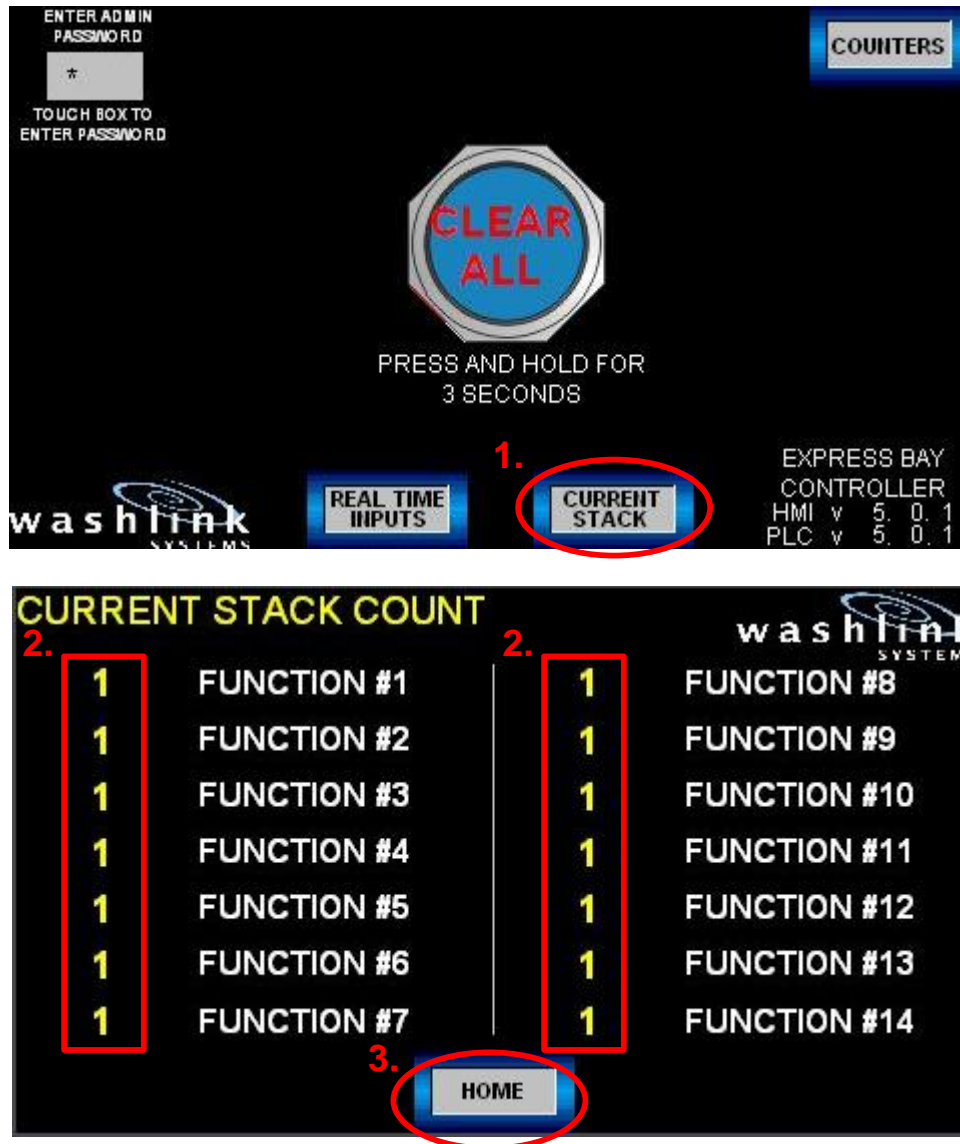 ENTER ADMIN
PASSWORD
*
TOUCH BOX TO
ENTER PASSWORD
COUNTERS
CLEAR
ALL
PRESS AND HOLD FOR
3 SECONDS
1.
REAL TIME
INPUTS
CURRENT
STACK
washlink
SYSTEMS
EXPRESS BAY
CONTROLLER
HMI v 5. 0. 1
PLC v 5. 0. 1
CURRENT STACK COUNT
washlink
SYSTEM
2.
1 FUNCTION #1
1 FUNCTION #2
1 FUNCTION #3
1 FUNCTION #4
1 FUNCTION #5
1 FUNCTION #6
1 FUNCTION #7
2.
1 FUNCTION #8
1 FUNCTION #9
1 FUNCTION #10
1 FUNCTION #11
1 FUNCTION #12
1 FUNCTION #13
1 FUNCTION #14
3.
HOME